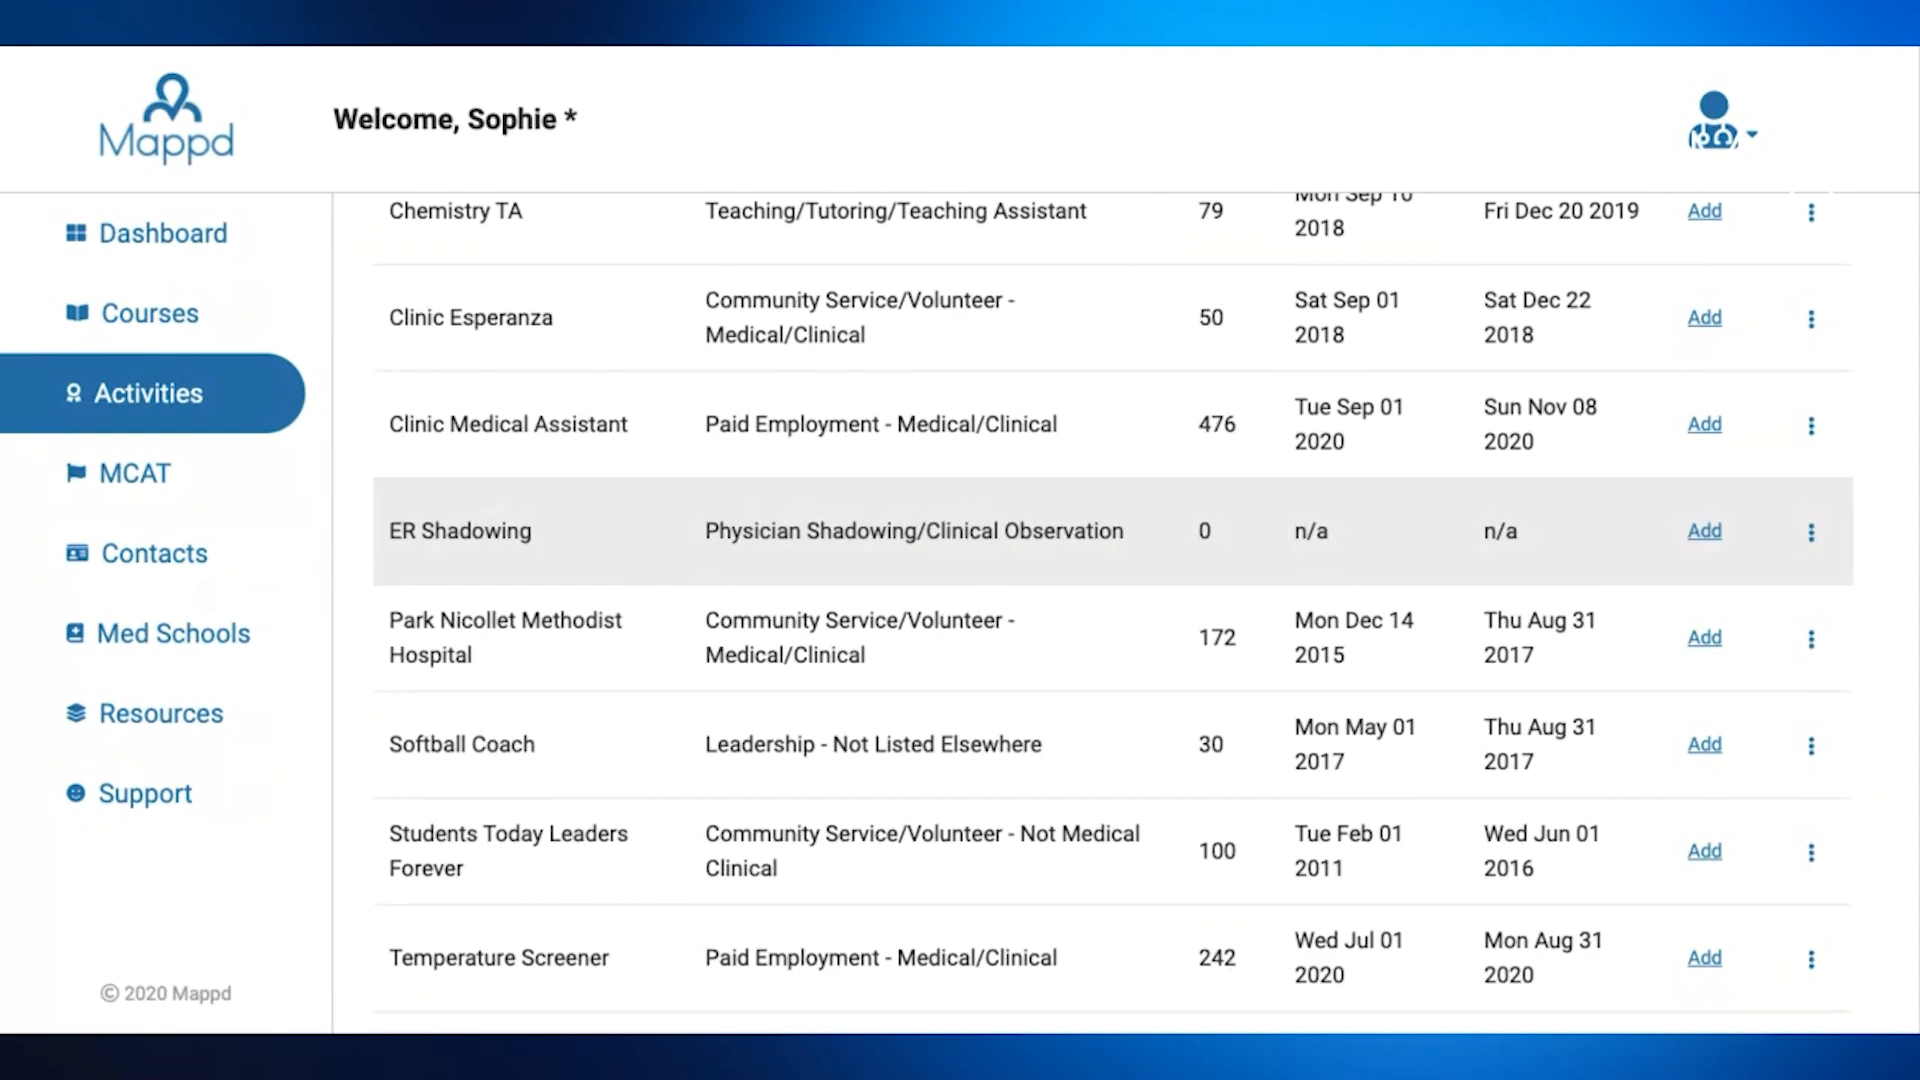 Mappd
Welcome, Sophie *
Dashboard
Courses
Activities
MCAT
Contacts
Med Schools
Resources
Support
© 2020 Mappd
Chemistry TA
Teaching/Tutoring/Teaching Assistant
79
Mon Sep 10
2018
Fri Dec 20 2019
Add
Clinic Esperanza
Community Service/Volunteer -
Medical/Clinical
50
Sat Sep 01
2018
Sat Dec 22
2018
Add
Clinic Medical Assistant
Paid Employment - Medical/Clinical
476
Tue Sep 01
2020
Sun Nov 08
2020
Add
ER Shadowing
Physician Shadowing/Clinical Observation
0
n/a
n/a
Add
Park Nicollet Methodist
Hospital
Community Service/Volunteer -
Medical/Clinical
172
Mon Dec 14
2015
Thu Aug 31
2017
Add
Softball Coach
Leadership - Not Listed Elsewhere
30
Mon May 01
2017
Thu Aug 31
2017
Add
Students Today Leaders
Forever
Community Service/Volunteer - Not Medical
Clinical
100
Tue Feb 01
2011
Wed Jun 01
2016
Add
Temperature Screener
Paid Employment - Medical/Clinical
242
Wed Jul 01
2020
Mon Aug 31
2020
Add